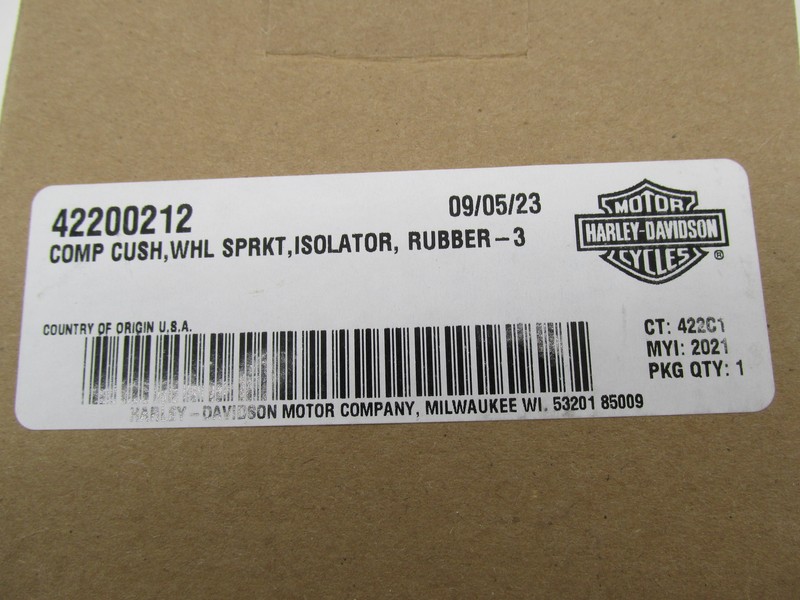 42200212
09/05/23
COMP CUSH,WHL SPRKT,ISOLATOR, RUBBER-3
MOTOR
HARLEY-DAVIDSON
CYCLES
®
COUNTRY OF ORIGIN U.S.A.
CT: 422C1
MYI: 2021
PKG QTY: 1
HARLEY-DAVIDSON MOTOR COMPANY, MILWAUKEE WI. 53201 85009